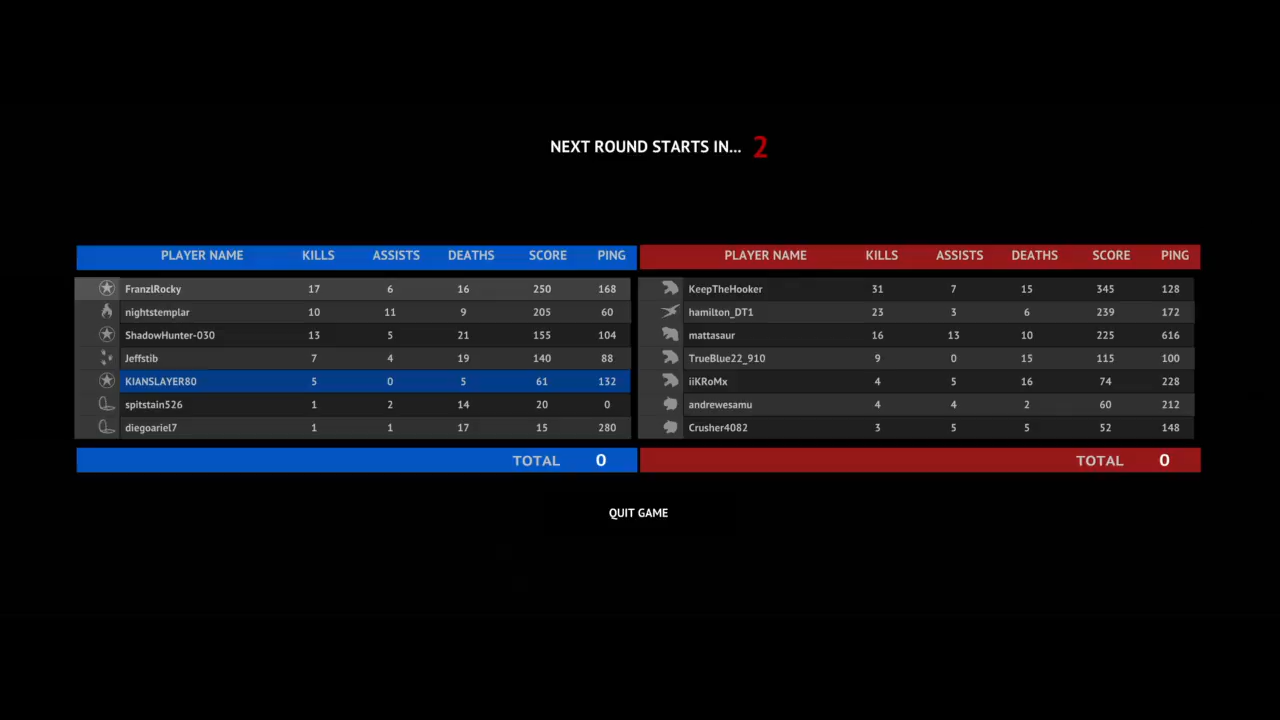 NEXT ROUND STARTS IN... 2
PLAYER NAME KILLS ASSISTS DEATHS SCORE PING
FranzlRocky 17 6 16 250 168
nightstemplar 10 11 9 205 60
ShadowHunter-030 13 5 21 155 104
Jeffstib 7 4 19 140 88
KIANSLAYER80 5 0 5 61 132
spitstain526 1 2 14 20 0
diegoariel7 1 1 17 15 280
TOTAL 0
PLAYER NAME KILLS ASSISTS DEATHS SCORE PING
KeepTheHooker 31 7 15 345 128
hamilton_DT1 23 3 6 239 172
mattasaur 16 13 10 225 616
TrueBlue22_910 9 0 15 115 100
iiKRoMx 4 5 16 74 228
andrewesamu 4 4 2 60 212
Crusher4082 3 5 5 52 148
TOTAL 0
QUIT GAME